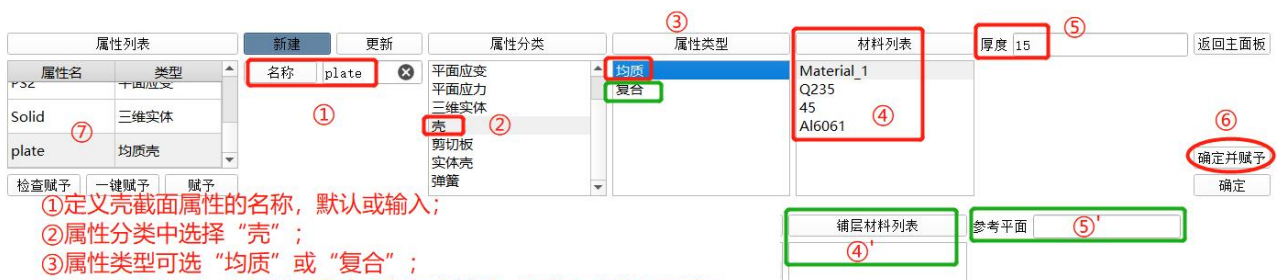 ③
⑤
属性列表 新建 更新 属性分类 属性类型 材料列表 厚度 15 返回主面板
属性名 类型 名称 plate 平面应变 均质 Material_1
PS2 平面应变 平面应力 复合 Q235
Solid 三维实体 ① 三维实体 45 ④
⑦ 壳 ② Al6061 ⑥
plate 均质壳 剪切板 确定并赋予
实体壳
检查赋予 一键赋予 赋予 弹簧 确定
①定义壳截面属性的名称，默认或输入；
②属性分类中选择“壳”； 铺层材料列表 参考平面 ⑤'
③属性类型可选“均质”或“复合”； ④'